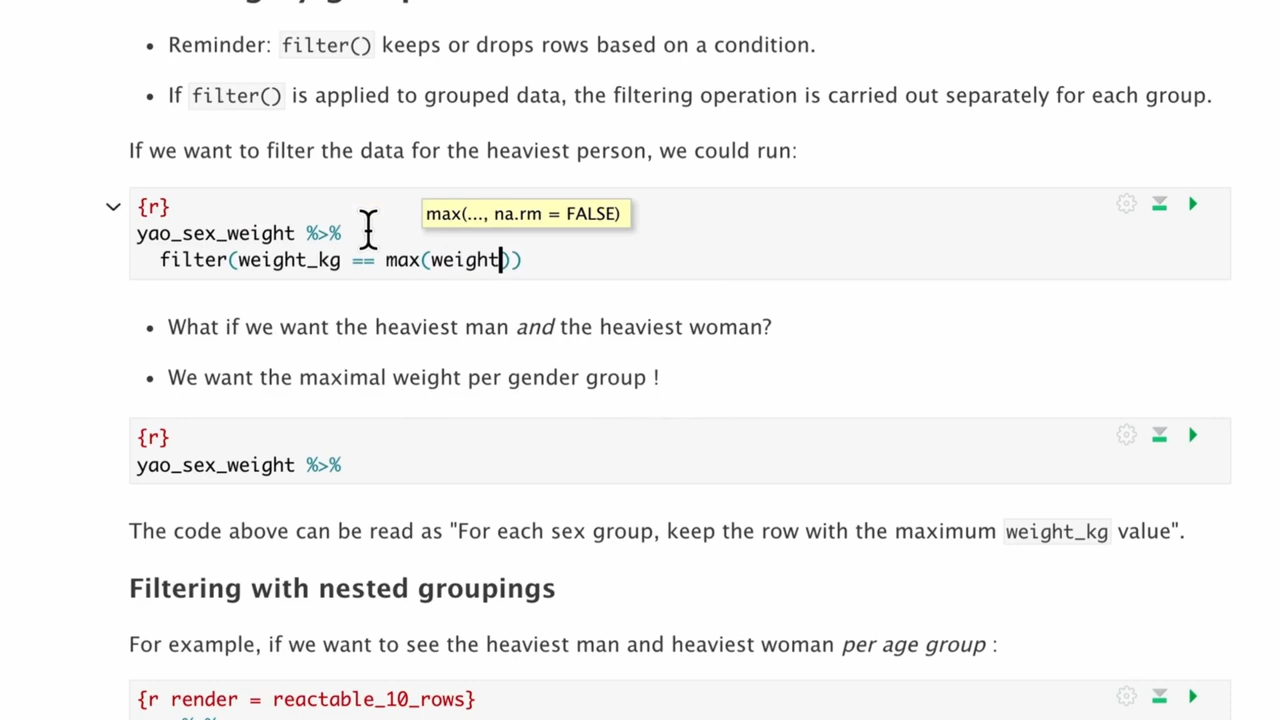 Reminder: filter() keeps or drops rows based on a condition.
If filter() is applied to grouped data, the filtering operation is carried out separately for each group.
If we want to filter the data for the heaviest person, we could run:
{r}
max(..., na.rm = FALSE)
yao_sex_weight %>%
filter(weight_kg == max(weight))
What if we want the heaviest man and the heaviest woman?
We want the maximal weight per gender group !
{r}
yao_sex_weight %>%
The code above can be read as "For each sex group, keep the row with the maximum weight_kg value".
Filtering with nested groupings
For example, if we want to see the heaviest man and heaviest woman per age group :
{r render = reactable_10_rows}